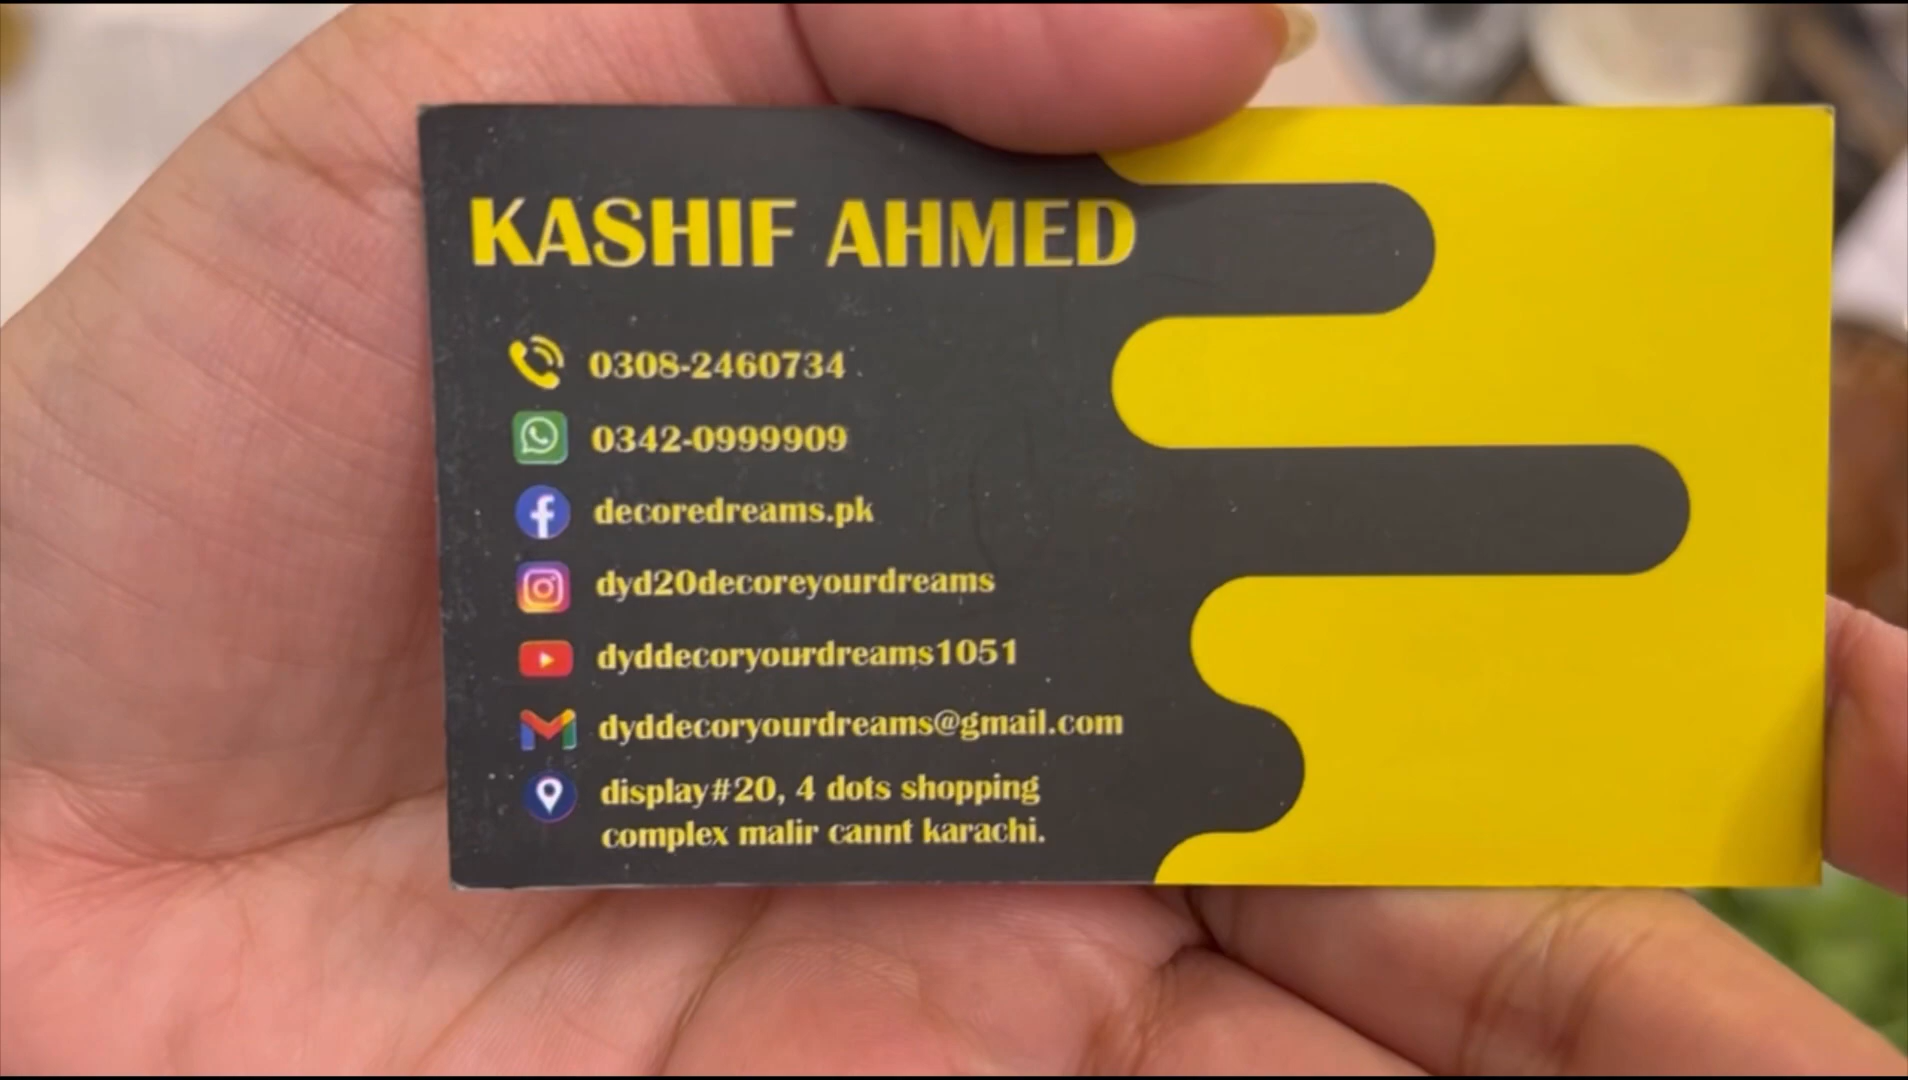 KASHIF AHMED
0308-2460734
0342-0999909
decoredreams.pk
dyd20decoreyourdreams
dyddecoryourdreams1051
dyddecoryourdreams@gmail.com
display#20, 4 dots shopping
complex malir cannt karachi.